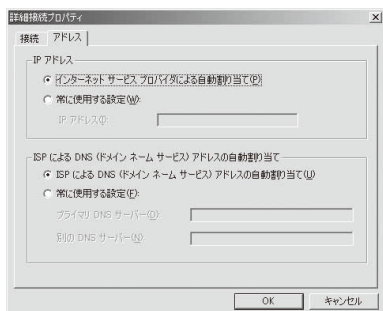 詳細接続プロパティ
接続
アドレス
IP アドレス
インターネット サービス プロバイダによる自動割り当て(P)
常に使用する設定(W):
IP アドレス(I):
ISP による DNS (ドメイン ネーム サービス) アドレスの自動割り当て
ISP による DNS (ドメイン ネーム サービス) アドレスの自動割り当て(U)
常に使用する設定(F):
プライマリ DNS サーバー(D):
別の DNS サーバー(N):
OK
キャンセル